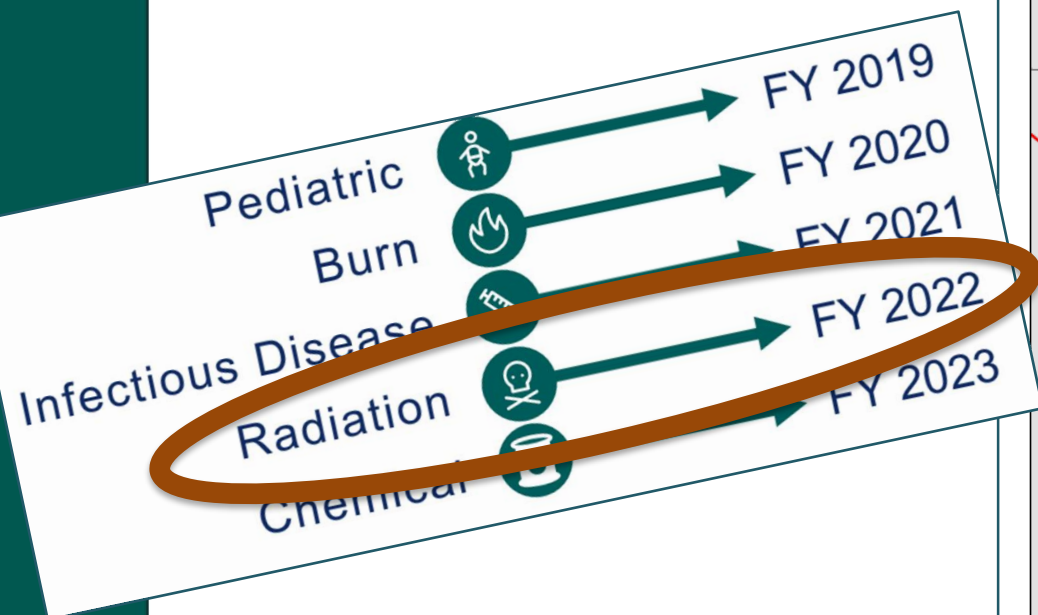 Pediatric FY 2019
Burn FY 2020
Infectious Disease FY 2021
Radiation FY 2022
Chemical FY 2023